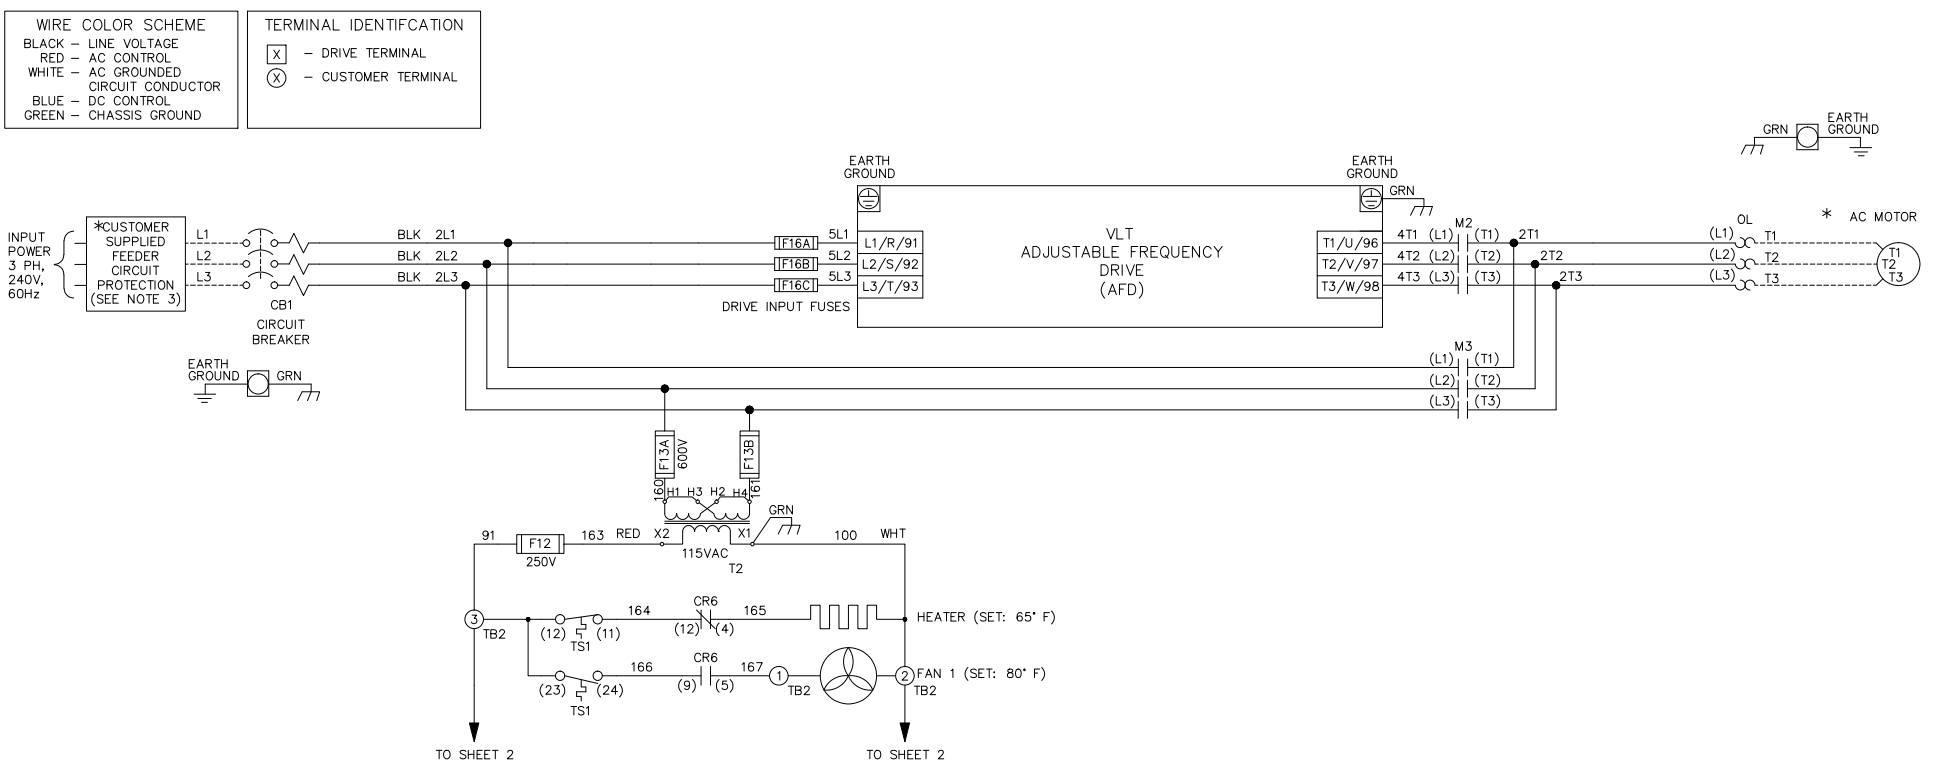 WIRE COLOR SCHEME
BLACK – LINE VOLTAGE
RED – AC CONTROL
WHITE – AC GROUNDED
CIRCUIT CONDUCTOR
BLUE – DC CONTROL
GREEN – CHASSIS GROUND
TERMINAL IDENTIFCATION
X – DRIVE TERMINAL
X – CUSTOMER TERMINAL
GRN
EARTH
GROUND
EARTH
GROUND
EARTH
GROUND
GRN
INPUT
POWER
3 PH,
240V,
60Hz
*CUSTOMER
SUPPLIED
FEEDER
CIRCUIT
PROTECTION
(SEE NOTE 3)
L1
L2
L3
CB1
CIRCUIT
BREAKER
BLK 2L1
BLK 2L2
BLK 2L3
F16A
F16B
F16C
5L1
5L2
5L3
DRIVE INPUT FUSES
L1/R/91
L2/S/92
L3/T/93
VLT
ADJUSTABLE FREQUENCY
DRIVE
(AFD)
T1/U/96
T2/V/97
T3/W/98
M2
4T1 (L1) (T1) 2T1
4T2 (L2) (T2) 2T2
4T3 (L3) (T3) 2T3
OL
(L1) T1
(L2) T2
(L3) T3
* AC MOTOR
T1
T2
T3
M3
(L1) (T1)
(L2) (T2)
(L3) (T3)
EARTH
GROUND
GRN
F13A
600V
F13B
160
161
H1 H3 H2 H4
GRN
91
F12
250V
163 RED X2
X1
115VAC
T2
100 WHT
3
TB2
(12) (11)
TS1
164
CR6
(12) (4)
165
HEATER (SET: 65° F)
(23) (24)
TS1
166
CR6
(9) (5)
167
1
TB2
2
TB2
FAN 1 (SET: 80° F)
TO SHEET 2
TO SHEET 2